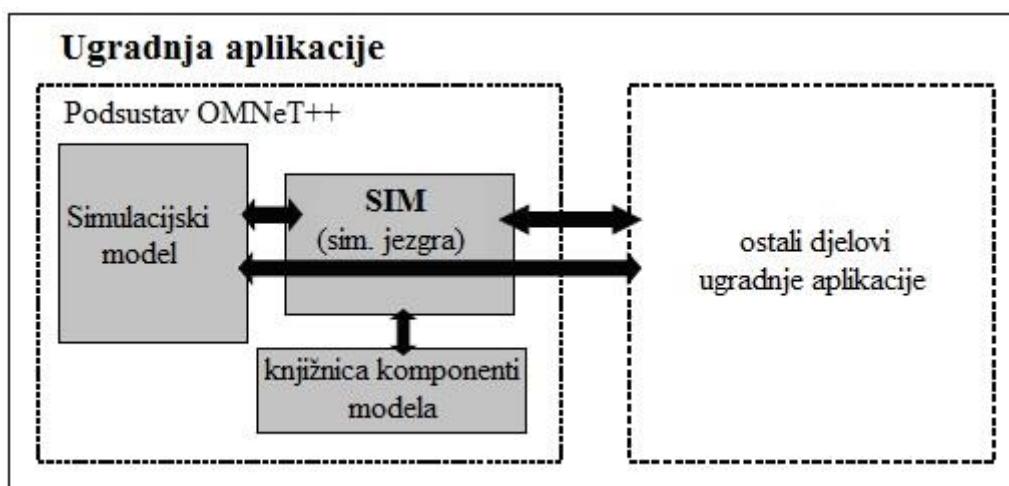 Ugradnja aplikacije
Podsustav OMNeT++
Simulacijski
model
SIM
(sim. jezgra)
knjižnica komponenti
modela
ostali djelovi
ugradnje aplikacije